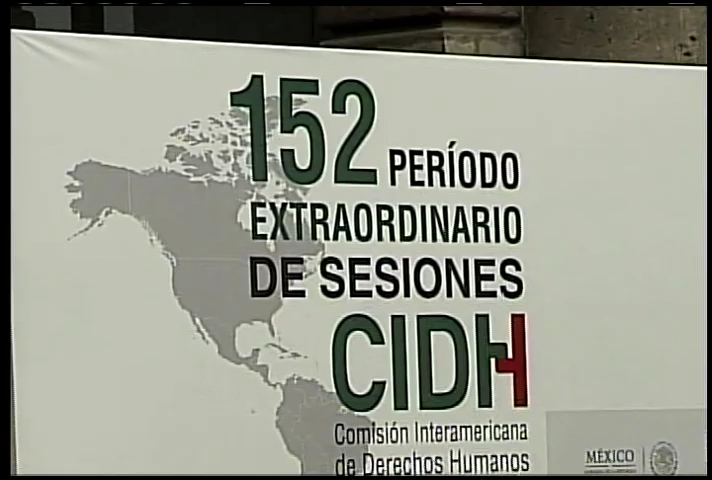 152 PERÍODO
EXTRAORDINARIO
DE SESIONES
CIDH
Comisión Interamericana
de Derechos Humanos
MÉXICO